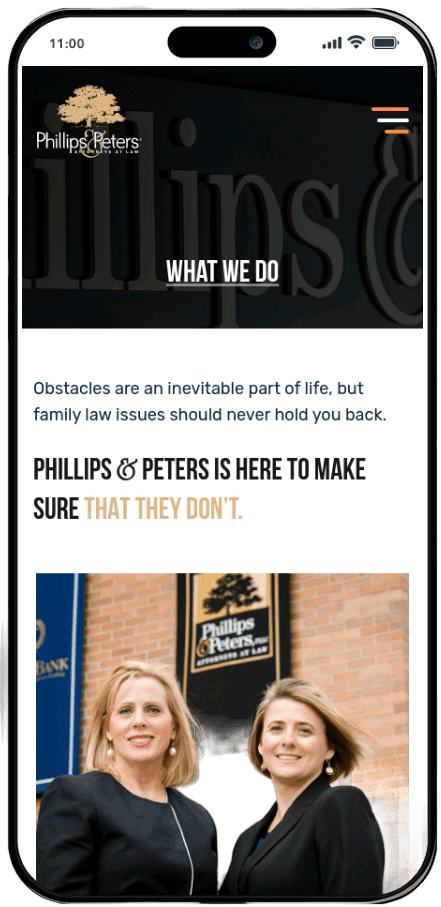 11:00
Phillips & Peters
ATTORNEYS AT LAW
illips &
WHAT WE DO
Obstacles are an inevitable part of life, but
family law issues should never hold you back.
PHILLIPS & PETERS IS HERE TO MAKE
SURE THAT THEY DON'T.
BANK
Phillips
& Peters, PLLC
ATTORNEYS AT LAW